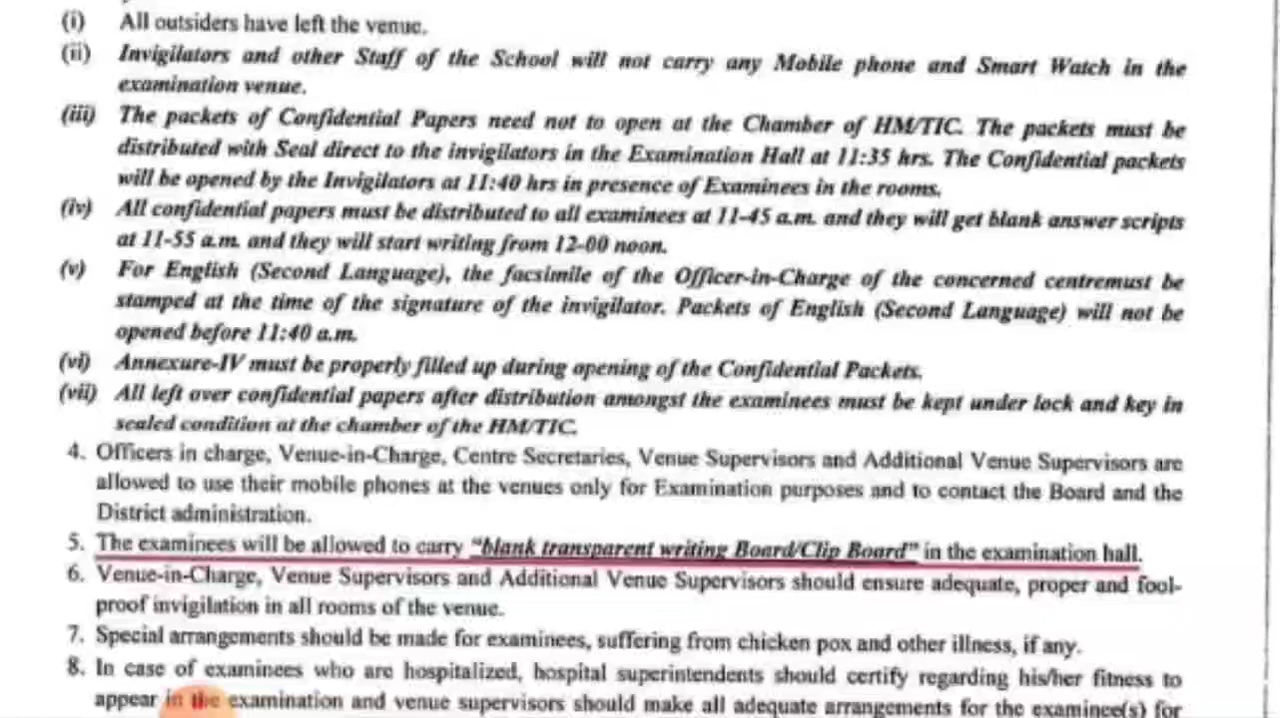 (i) All outsiders have left the venue.
(ii) Invigilators and other Staff of the School will not carry any Mobile phone and Smart Watch in the
examination venue.
(iii) The packets of Confidential Papers need not to open at the Chamber of HM/TIC. The packets must be
distributed with Seal direct to the invigilators in the Examination Hall at 11:35 hrs. The Confidential packets
will be opened by the Invigilators at 11:40 hrs in presence of Examinees in the rooms.
(iv) All confidential papers must be distributed to all examinees at 11-45 a.m. and they will get blank answer scripts
at 11-55 a.m. and they will start writing from 12-00 noon.
(v) For English (Second Language), the facsimile of the Officer-in-Charge of the concerned centremust be
stamped at the time of the signature of the invigilator. Packets of English (Second Language) will not be
opened before 11:40 a.m.
(vi) Annexure-IV must be properly filled up during opening of the Confidential Packets.
(vii) All left over confidential papers after distribution amongst the examinees must be kept under lock and key in
sealed condition at the chamber of the HM/TIC.
4. Officers in charge, Venue-in-Charge, Centre Secretaries, Venue Supervisors and Additional Venue Supervisors are
allowed to use their mobile phones at the venues only for Examination purposes and to contact the Board and the
District administration.
5. The examinees will be allowed to carry "blank transparent writing Board/Clip Board" in the examination hall.
6. Venue-in-Charge, Venue Supervisors and Additional Venue Supervisors should ensure adequate, proper and fool-
proof invigilation in all rooms of the venue.
7. Special arrangements should be made for examinees, suffering from chicken pox and other illness, if any.
8. In case of examinees who are hospitalized, hospital superintendents should certify regarding his/her fitness to
appear in the examination and venue supervisors should make all adequate arrangements for the examinee(s) for